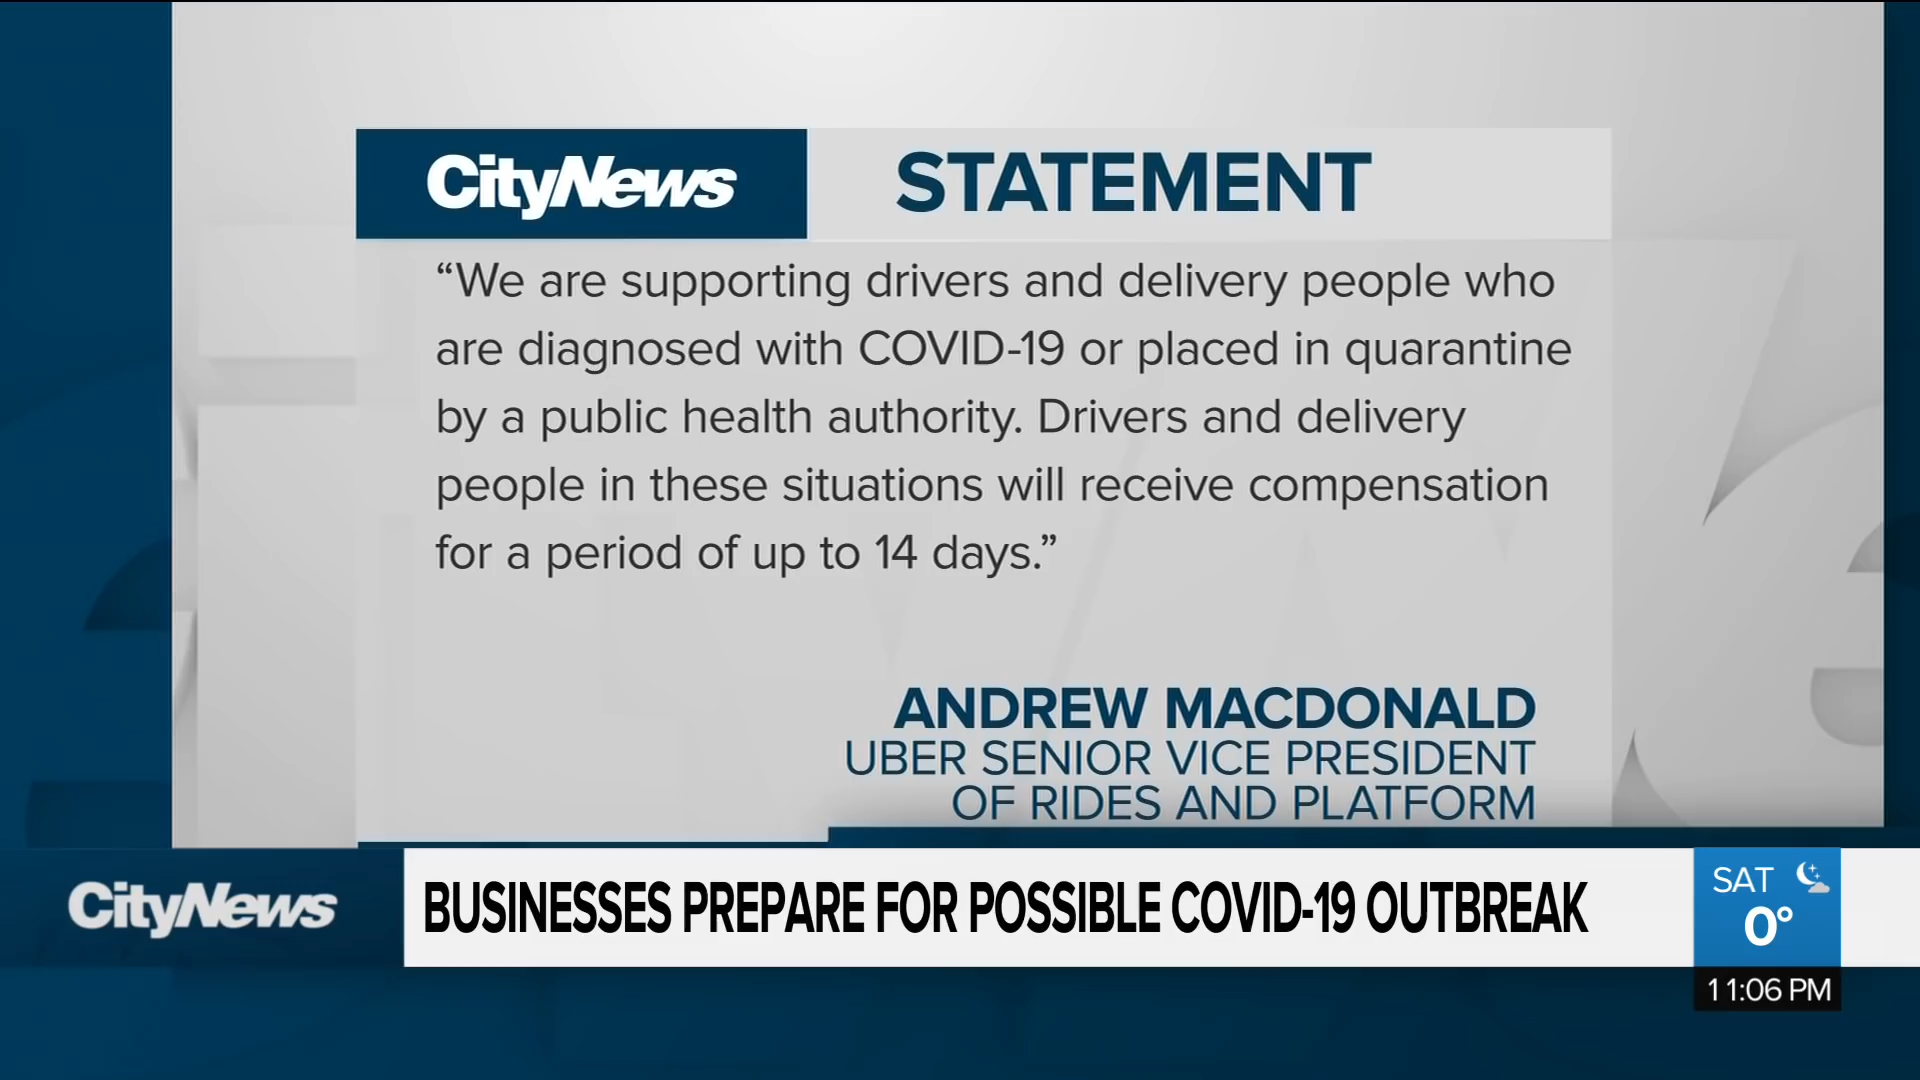 CityNews STATEMENT
“We are supporting drivers and delivery people who
are diagnosed with COVID-19 or placed in quarantine
by a public health authority. Drivers and delivery
people in these situations will receive compensation
for a period of up to 14 days.”
ANDREW MACDONALD
UBER SENIOR VICE PRESIDENT
OF RIDES AND PLATFORM
CityNews BUSINESSES PREPARE FOR POSSIBLE COVID-19 OUTBREAK
SAT
0°
11:06 PM